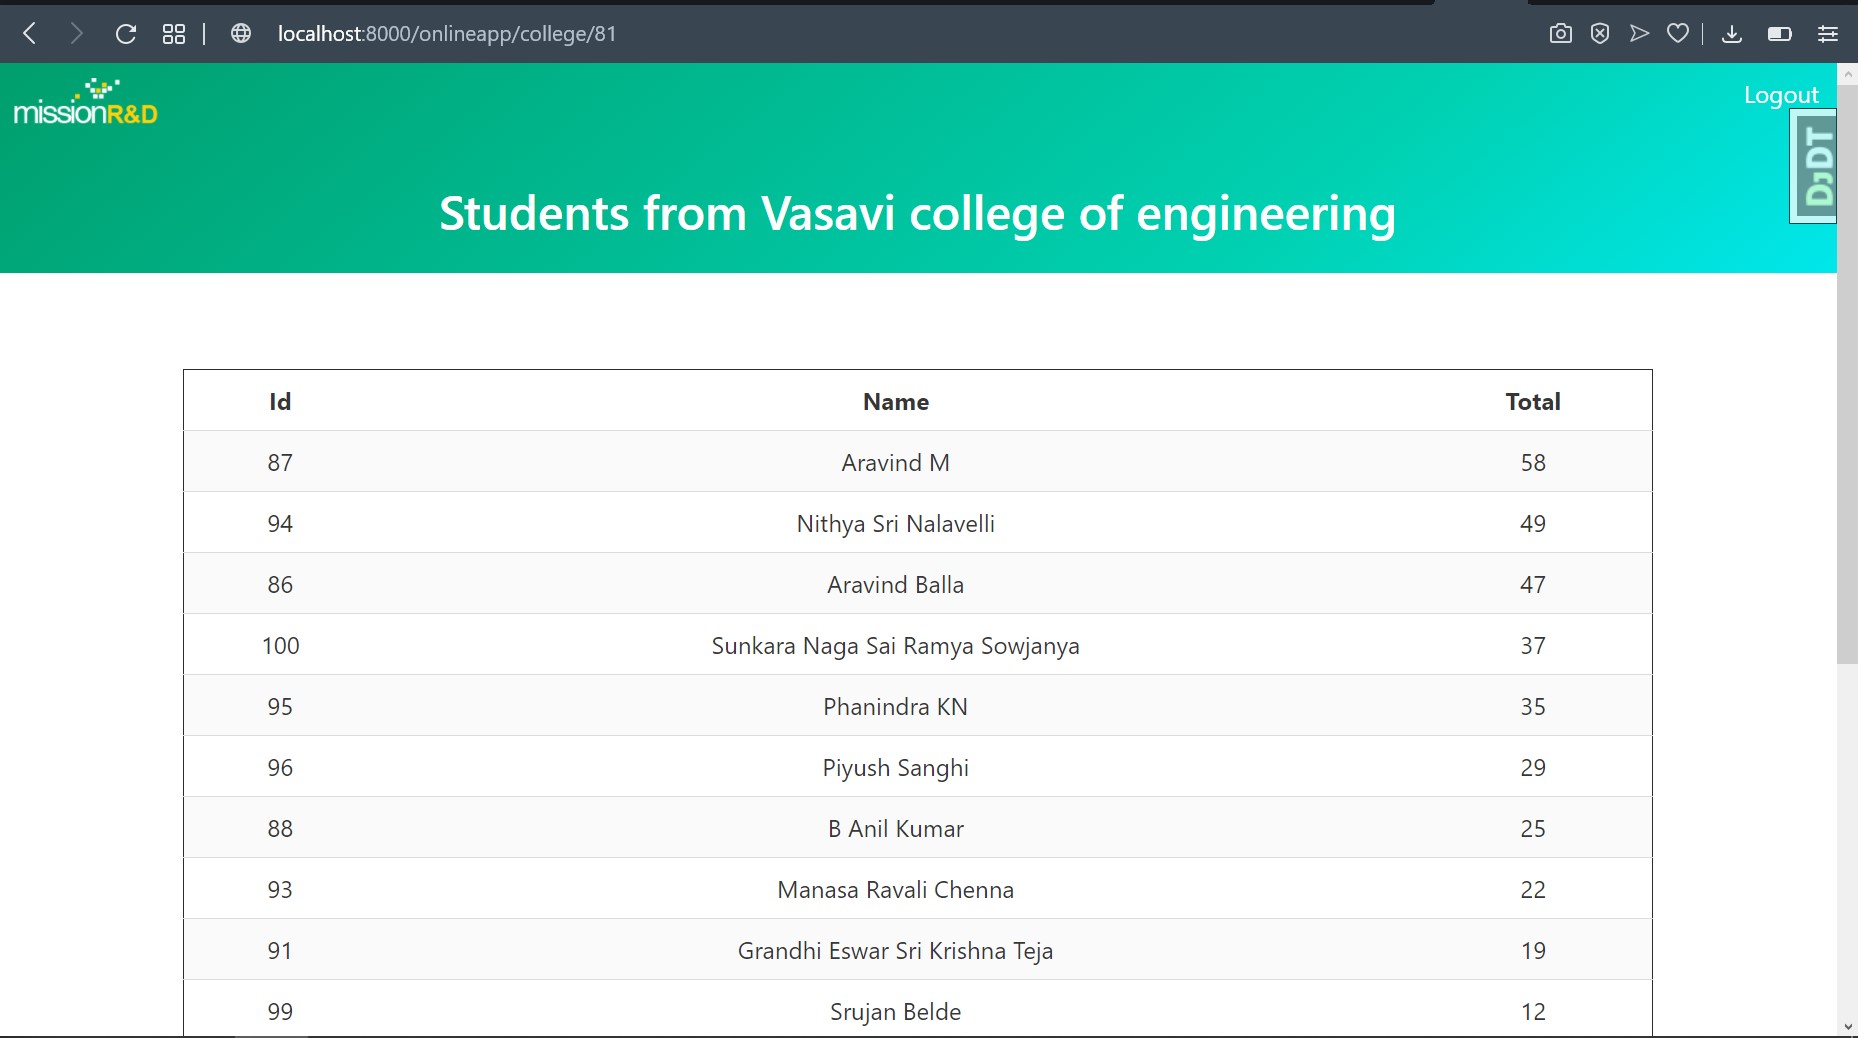 localhost:8000/onlineapp/college/81
missionR&D
Logout
DjDT
Students from Vasavi college of engineering
Id Name Total
87 Aravind M 58
94 Nithya Sri Nalavelli 49
86 Aravind Balla 47
100 Sunkara Naga Sai Ramya Sowjanya 37
95 Phanindra KN 35
96 Piyush Sanghi 29
88 B Anil Kumar 25
93 Manasa Ravali Chenna 22
91 Grandhi Eswar Sri Krishna Teja 19
99 Srujan Belde 12